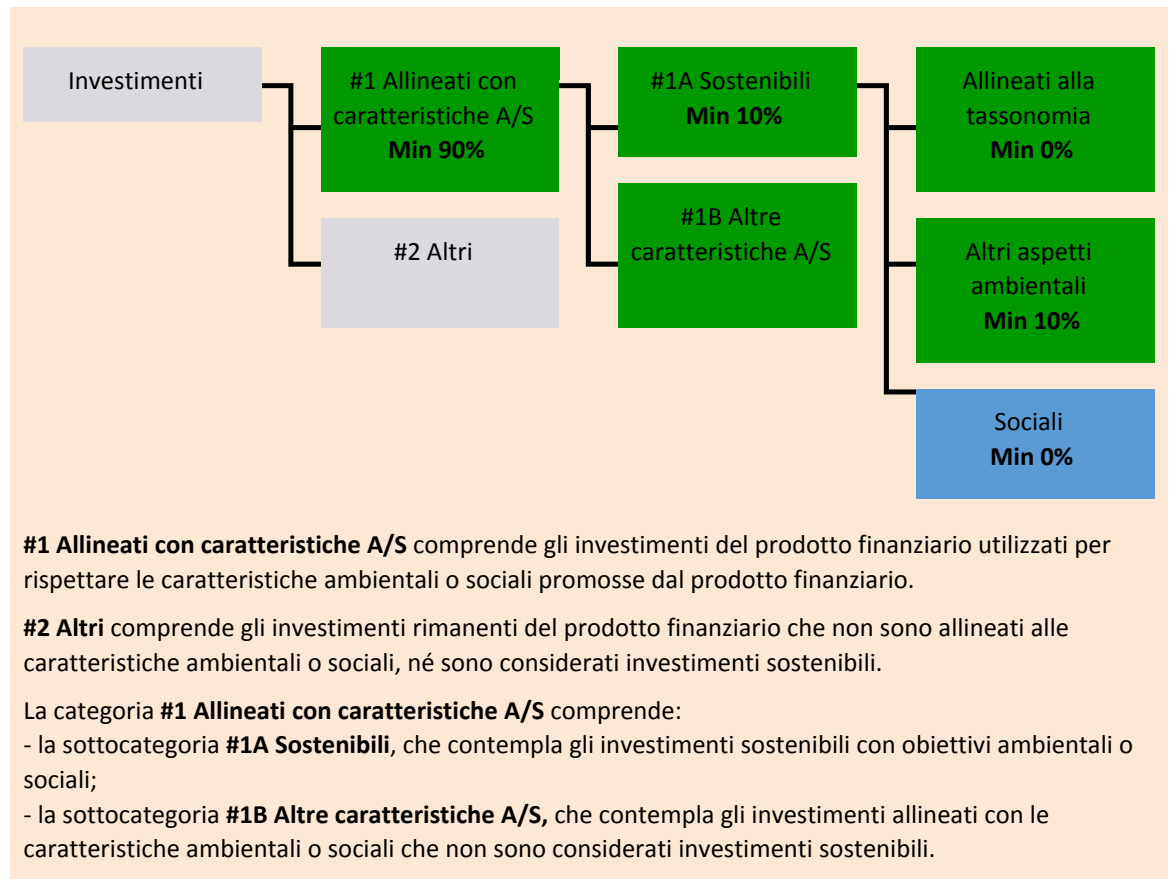 Investimenti
#1 Allineati con
caratteristiche A/S
Min 90%
#2 Altri
#1A Sostenibili
Min 10%
#1B Altre
caratteristiche A/S
Allineati alla
tassonomia
Min 0%
Altri aspetti
ambientali
Min 10%
Sociali
Min 0%
#1 Allineati con caratteristiche A/S comprende gli investimenti del prodotto finanziario utilizzati per
rispettare le caratteristiche ambientali o sociali promosse dal prodotto finanziario.
#2 Altri comprende gli investimenti rimanenti del prodotto finanziario che non sono allineati alle
caratteristiche ambientali o sociali, né sono considerati investimenti sostenibili.
La categoria #1 Allineati con caratteristiche A/S comprende:
- la sottocategoria #1A Sostenibili, che contempla gli investimenti sostenibili con obiettivi ambientali o
sociali;
- la sottocategoria #1B Altre caratteristiche A/S, che contempla gli investimenti allineati con le
caratteristiche ambientali o sociali che non sono considerati investimenti sostenibili.